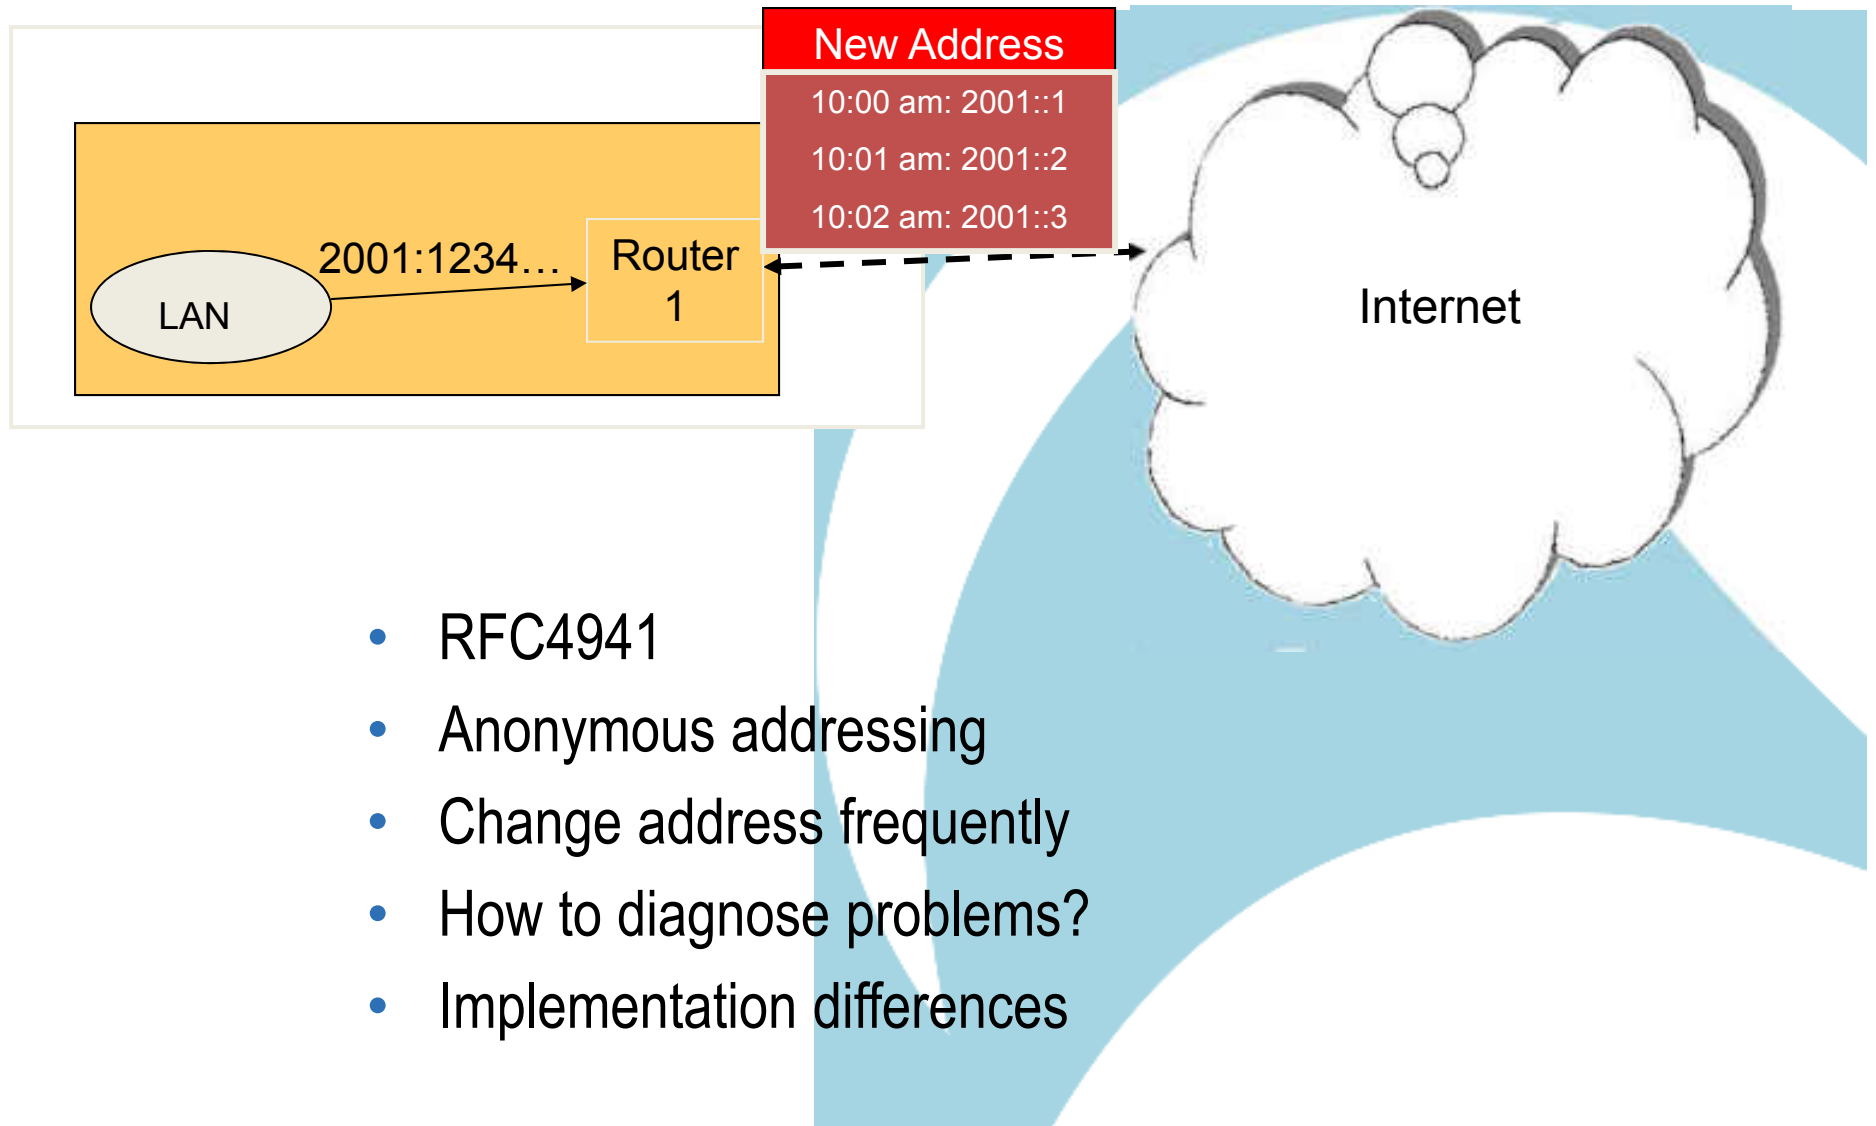 New Address
10:00 am: 2001::1
10:01 am: 2001::2
10:02 am: 2001::3
2001:1234…
Router
1
LAN
Internet
• RFC4941
• Anonymous addressing
• Change address frequently
• How to diagnose problems?
• Implementation differences